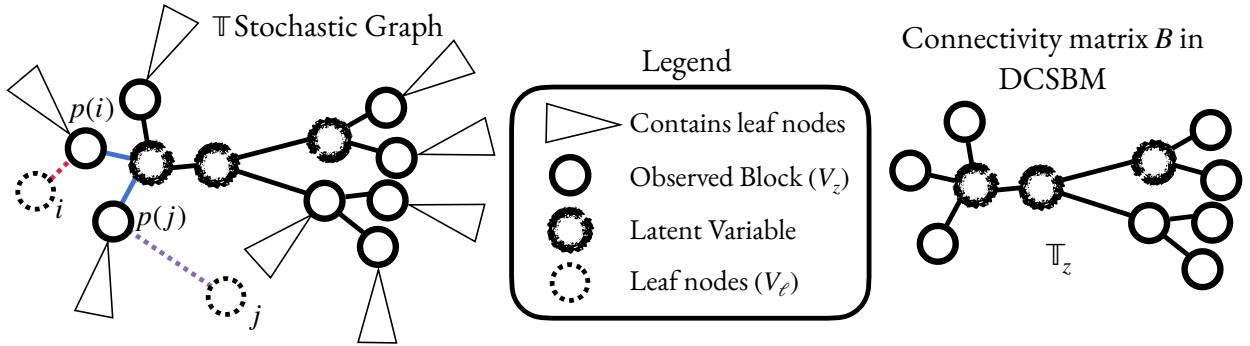 𝕋 Stochastic Graph
p(i)
i
p(j)
j
Legend
Contains leaf nodes
Observed Block (V_z)
Latent Variable
Leaf nodes (V_ℓ)
Connectivity matrix B in
DCSBM
𝕋_z